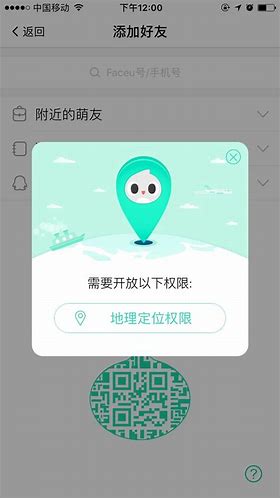 中国移动 下午12:00
返回 添加好友
Faceu号/手机号
附近的萌友
需要开放以下权限:
地理定位权限
?